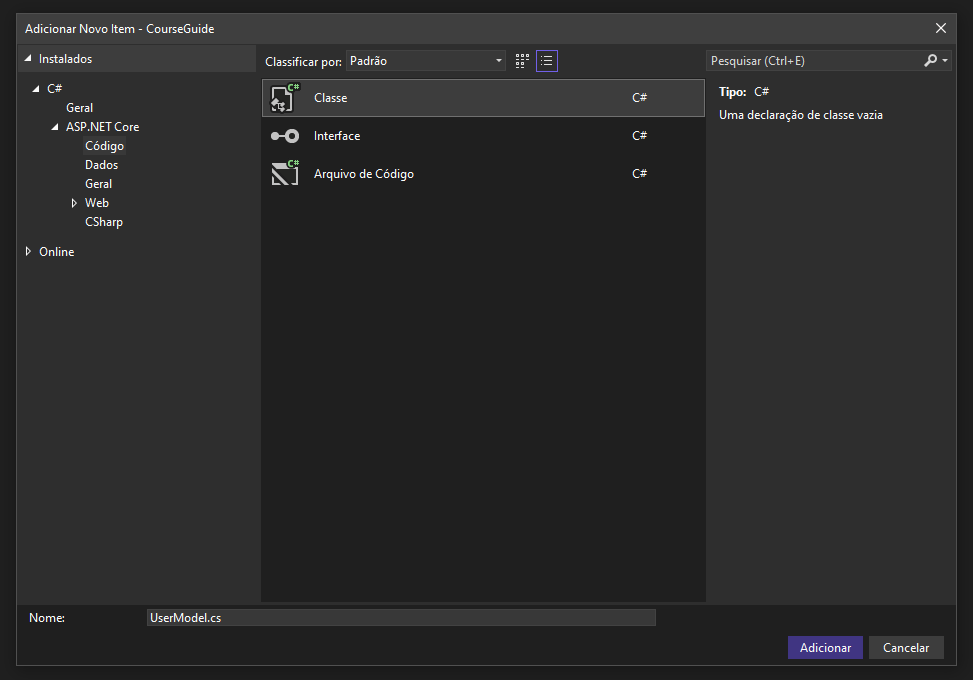 Adicionar Novo Item - CourseGuide
Instalados
C#
Geral
ASP.NET Core
Código
Dados
Geral
Web
CSharp
Online
Classificar por: Padrão
C# Classe C#
Interface C#
C# Arquivo de Código C#
Pesquisar (Ctrl+E)
Tipo: C#
Uma declaração de classe vazia
Nome: UserModel.cs
Adicionar Cancelar